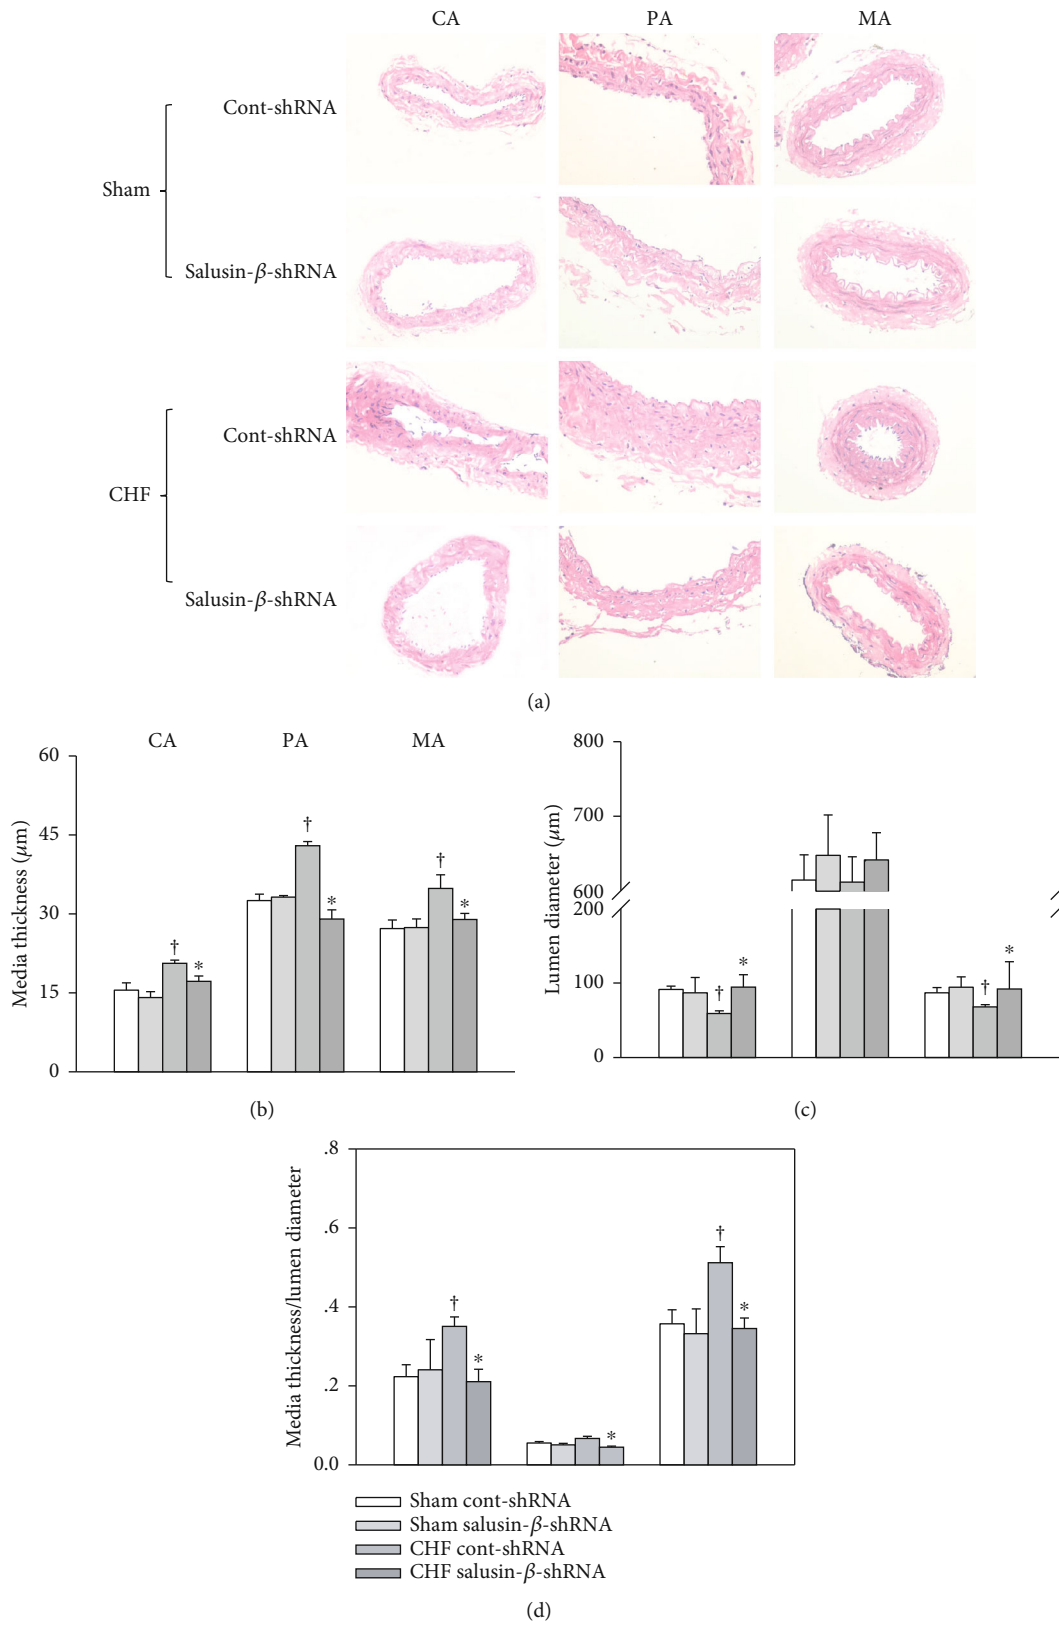 CA PA MA
Cont-shRNA
Sham
Salusin-β-shRNA
Cont-shRNA
CHF
Salusin-β-shRNA
(a)
CA PA MA
60
45
30
15
0
Media thickness (μm)
† † †
* * *
(b)
800
700
600
200
100
0
Lumen diameter (μm)
† †
* *
(c)
.8
.6
.4
.2
0.0
Media thickness/lumen diameter
† †
* * *
Sham cont-shRNA
Sham salusin-β-shRNA
CHF cont-shRNA
CHF salusin-β-shRNA
(d)